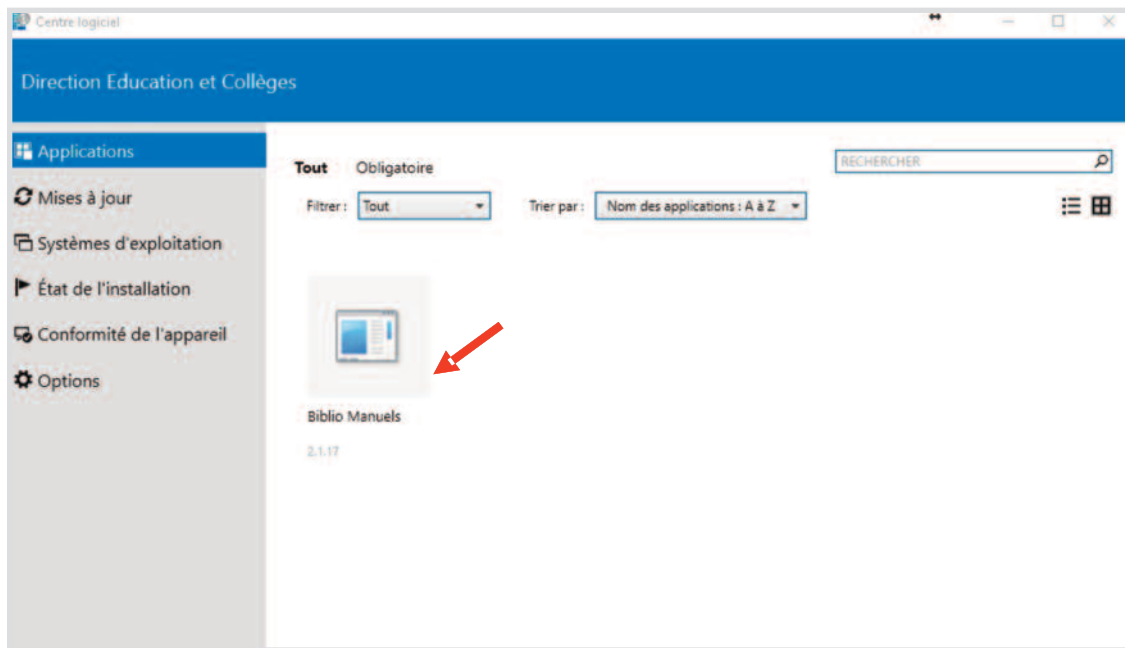 Centre logiciel
Direction Education et Collèges
Applications
Mises à jour
Systèmes d'exploitation
État de l'installation
Conformité de l'appareil
Options
Tout Obligatoire
RECHERCHER
Filtrer : Tout Trier par : Nom des applications : A à Z
Biblio Manuels
2.1.17